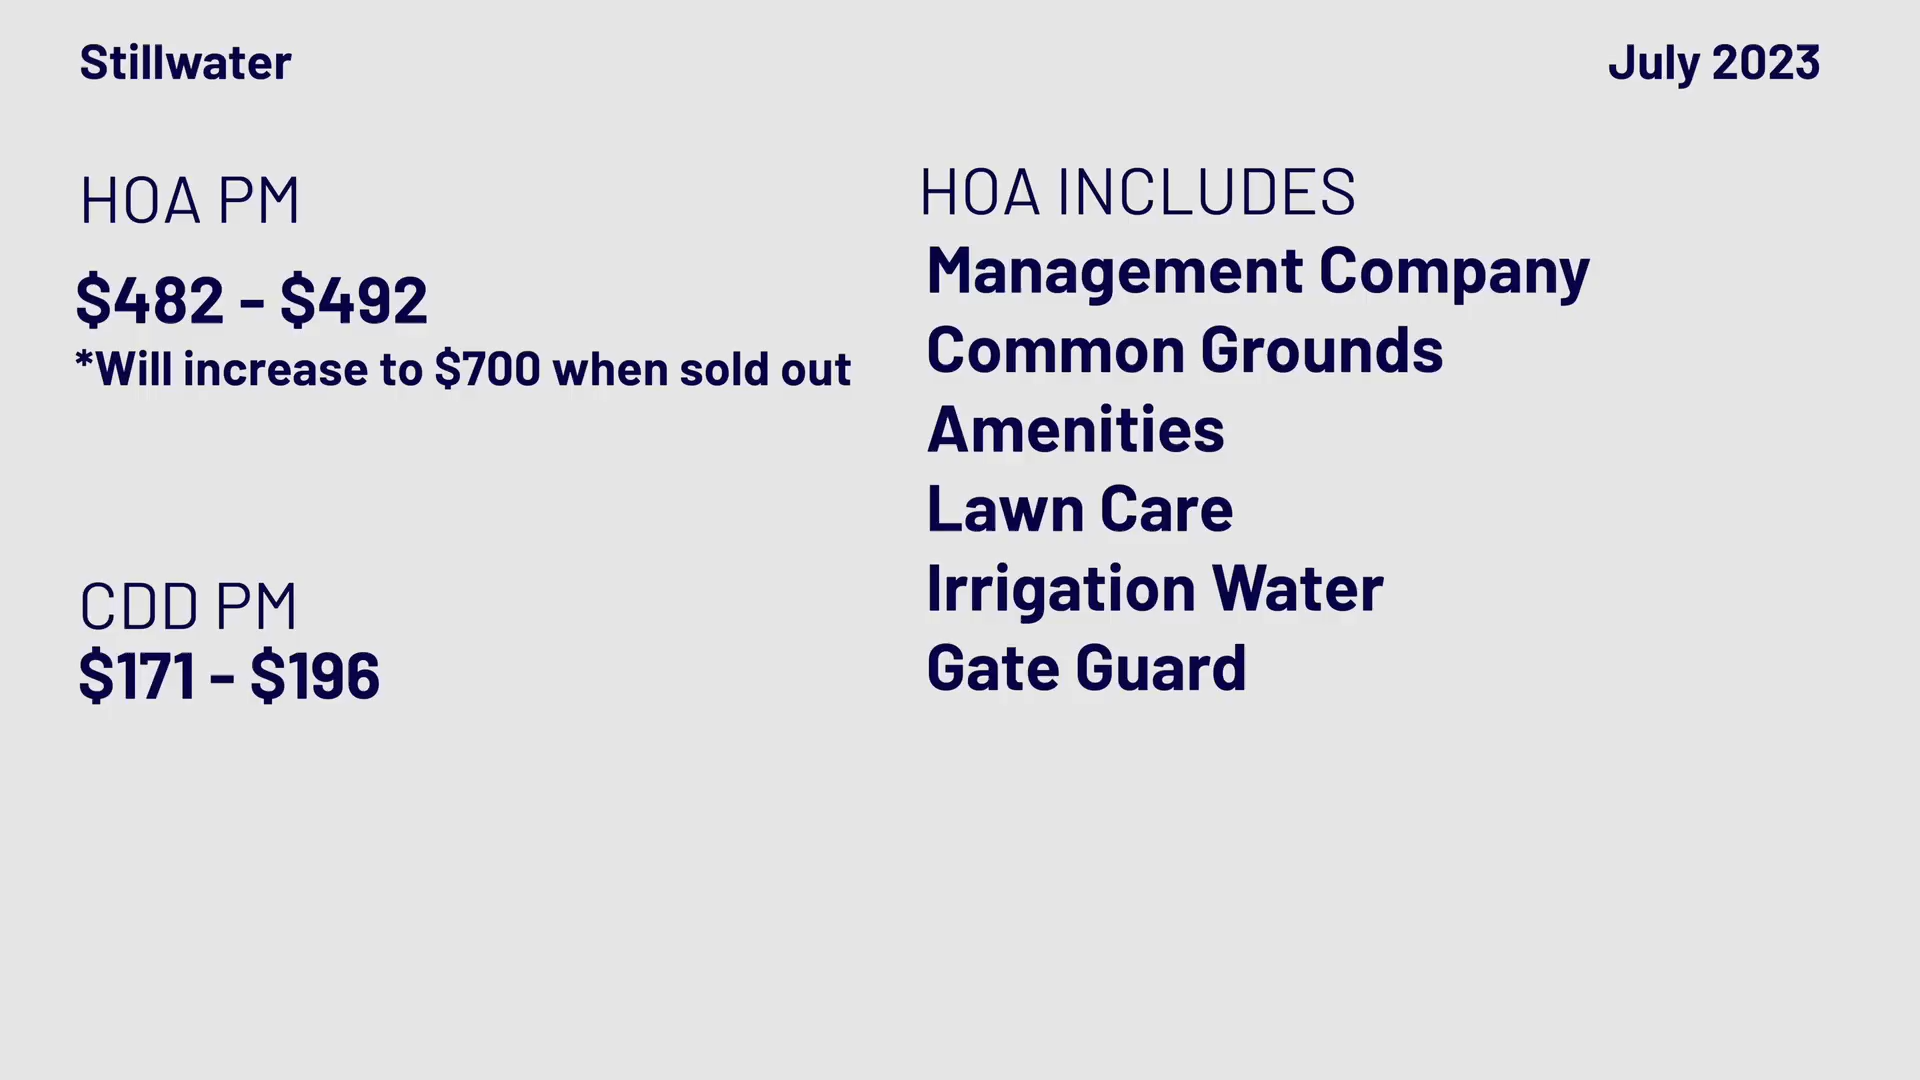 Stillwater
July 2023
HOA PM
$482 - $492
*Will increase to $700 when sold out
CDD PM
$171 - $196
HOA INCLUDES
Management Company
Common Grounds
Amenities
Lawn Care
Irrigation Water
Gate Guard